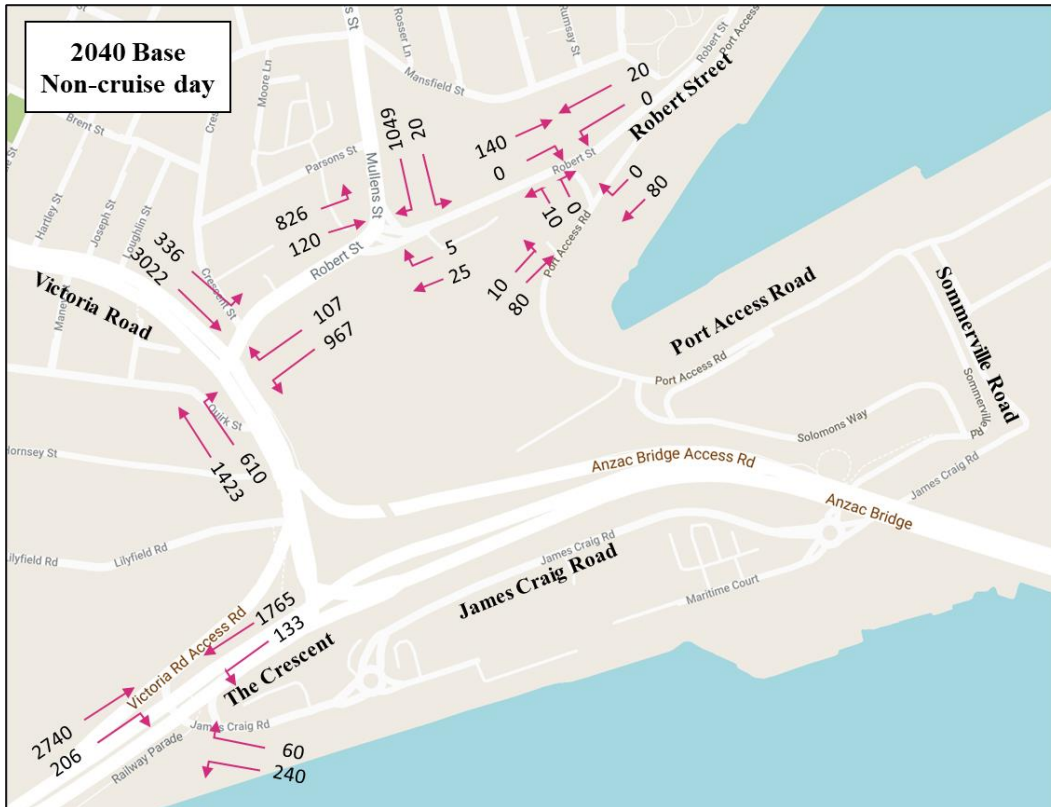 2040 Base
Non-cruise day
s St
Rosser Ln
Rumsay St
Robert St
Port Access
Mansfield St
Moore Ln
Cres
Brent St
Parsons St
Mullens St
1049
20
140
0
20
0
Robert Street
Robert St
826
120
Hartley St
Joseph St
Loughlin St
Crescent St
Robert St
336
3022
Victoria Road
5
25
10
0
0
80
Port Access Rd
10
80
107
967
Port Access Road
Sommerville Road
Port Access Rd
Sommerville
Rd
Quirk St
Hornsey St
610
1423
Solomons Way
Anzac Bridge Access Rd
Anzac Bridge
James Craig Rd
Lilyfield Rd
Lilyfield Rd
James Craig Rd
James Craig Road
Maritime Court
1765
133
Victoria Rd Access Rd
The Crescent
2740
206
James Craig Rd
Railway Parade
60
240